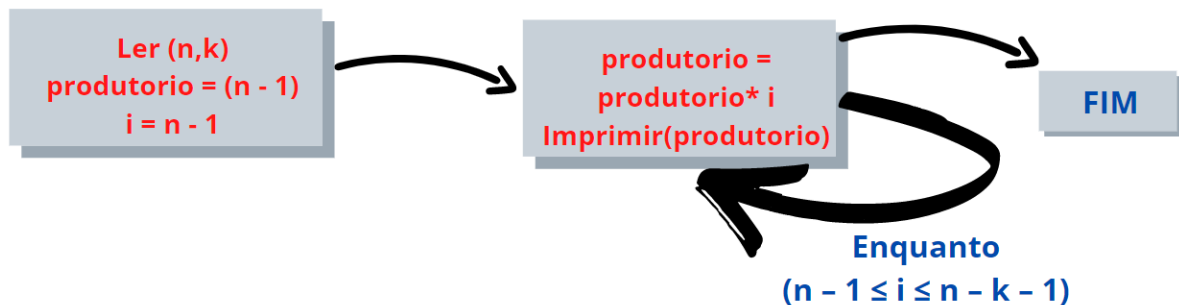 Ler (n,k)
produtorio = (n - 1)
i = n - 1
produtorio =
produtorio* i
Imprimir(produtorio)
FIM
Enquanto
(n – 1 ≤ i ≤ n – k – 1)